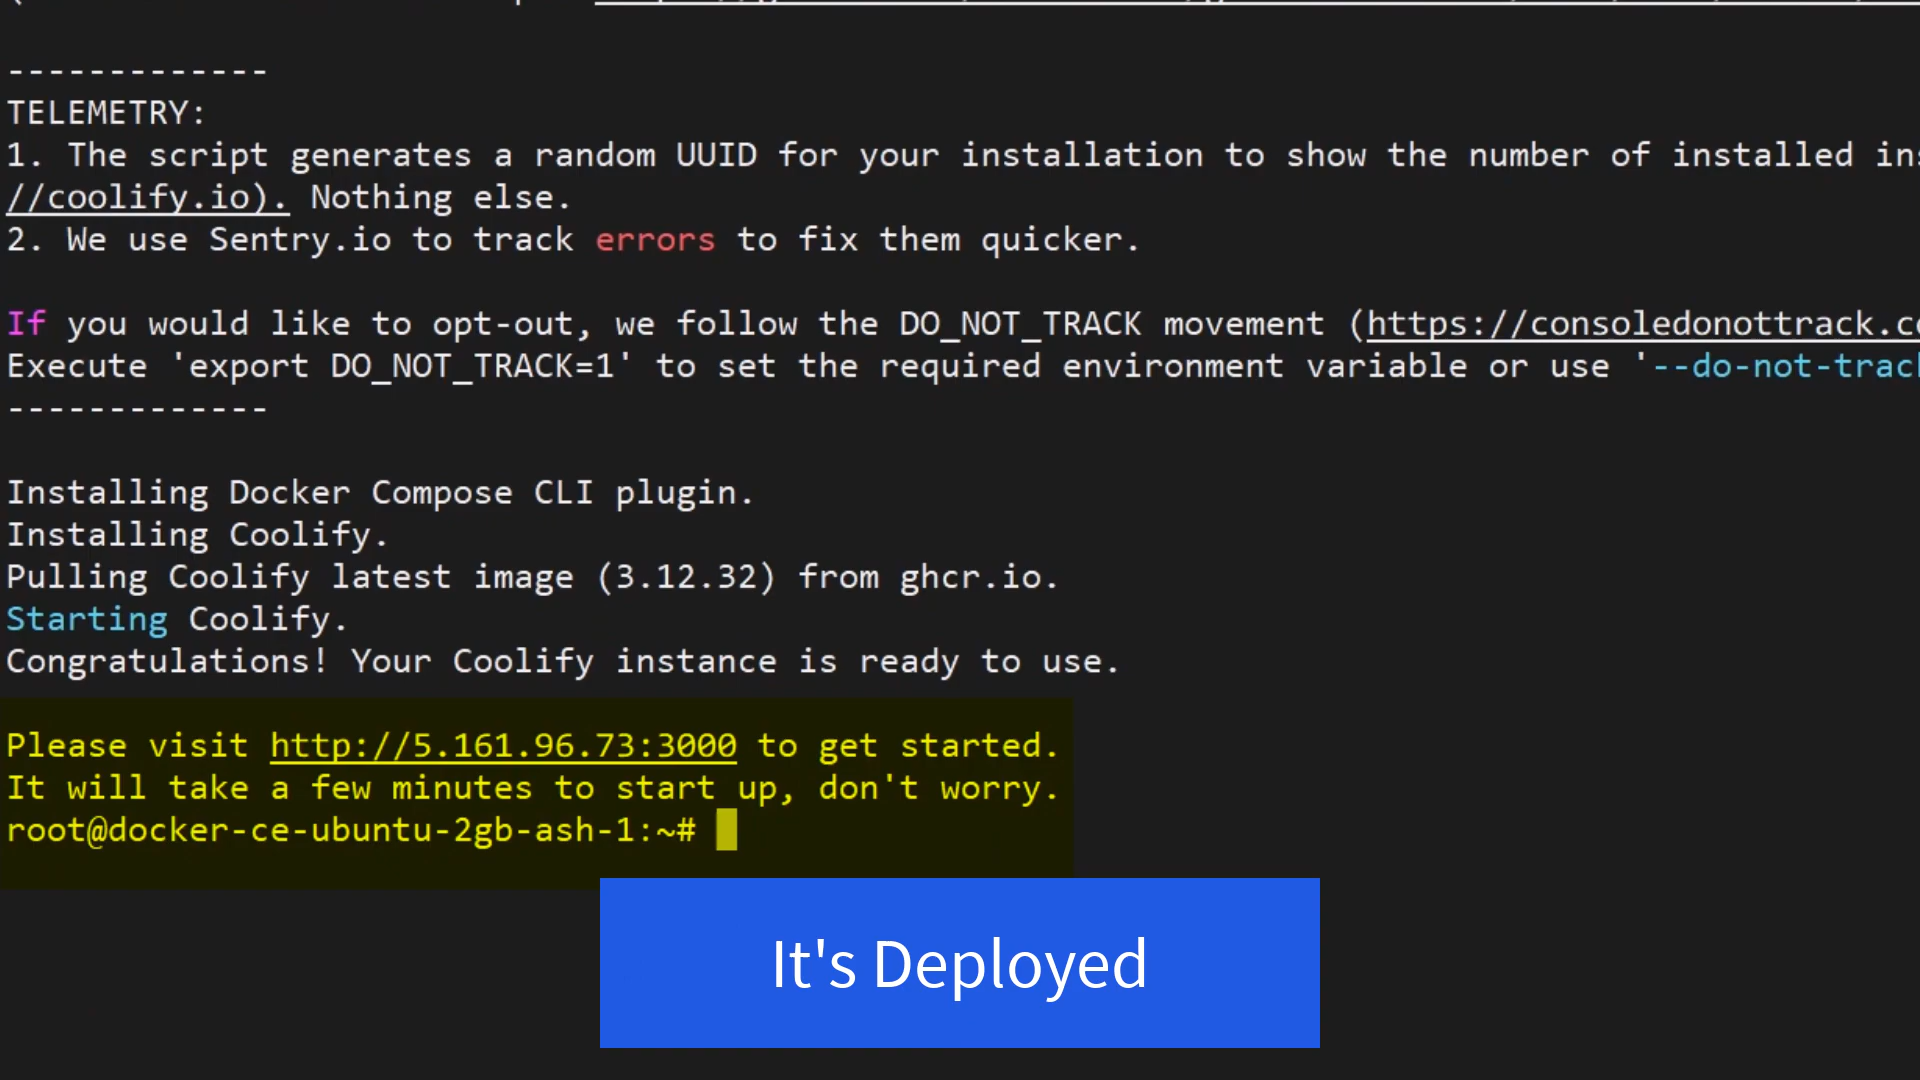 -------------
TELEMETRY:
1. The script generates a random UUID for your installation to show the number of installed
//coolify.io). Nothing else.
2. We use Sentry.io to track errors to fix them quicker.
If you would like to opt-out, we follow the DO_NOT_TRACK movement (https://consoledonottrack.c
Execute 'export DO_NOT_TRACK=1' to set the required environment variable or use '--do-not-track
-------------
Installing Docker Compose CLI plugin.
Installing Coolify.
Pulling Coolify latest image (3.12.32) from ghcr.io.
Starting Coolify.
Congratulations! Your Coolify instance is ready to use.
Please visit http://5.161.96.73:3000 to get started.
It will take a few minutes to start up, don't worry.
root@docker-ce-ubuntu-2gb-ash-1:~#
It's Deployed